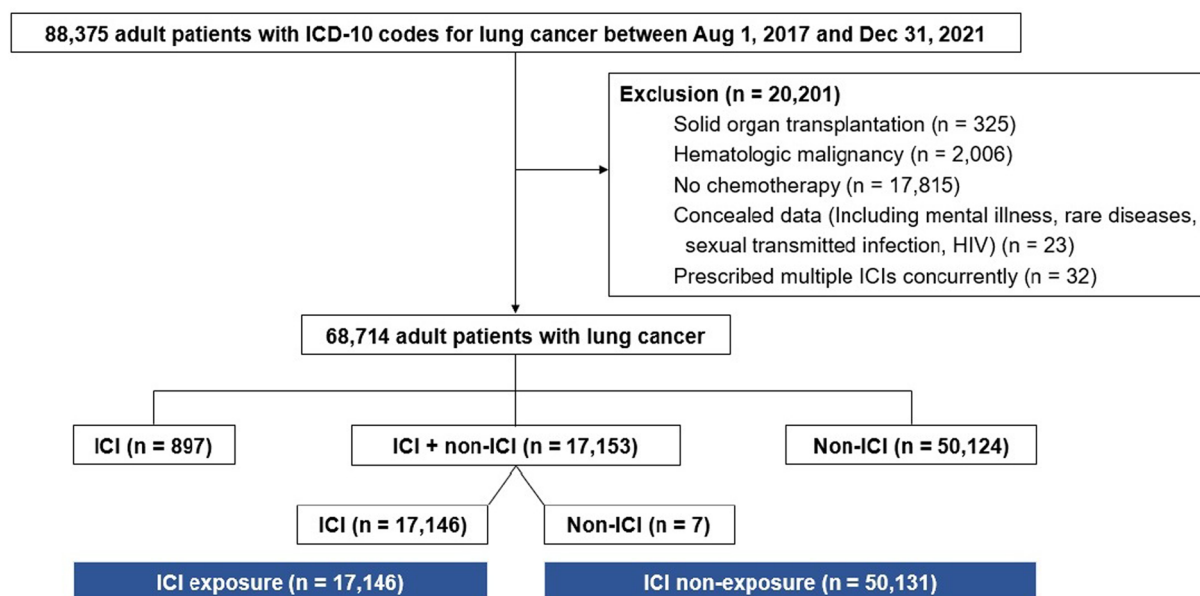 88,375 adult patients with ICD-10 codes for lung cancer between Aug 1, 2017 and Dec 31, 2021
Exclusion (n = 20,201)
Solid organ transplantation (n = 325)
Hematologic malignancy (n = 2,006)
No chemotherapy (n = 17,815)
Concealed data (Including mental illness, rare diseases,
sexual transmitted infection, HIV) (n = 23)
Prescribed multiple ICIs concurrently (n = 32)
68,714 adult patients with lung cancer
ICI (n = 897)
ICI + non-ICI (n = 17,153)
Non-ICI (n = 50,124)
ICI (n = 17,146)
Non-ICI (n = 7)
ICI exposure (n = 17,146)
ICI non-exposure (n = 50,131)